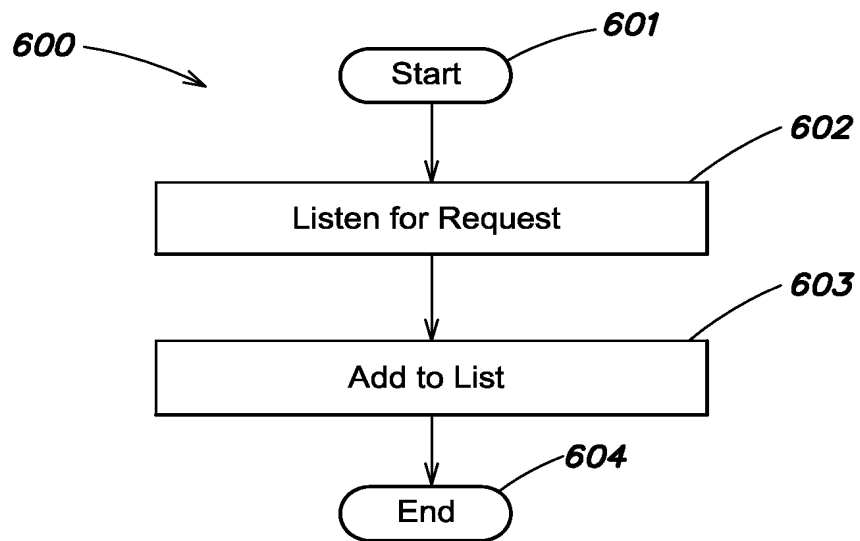 601
600
Start
602
Listen for Request
603
Add to List
604
End